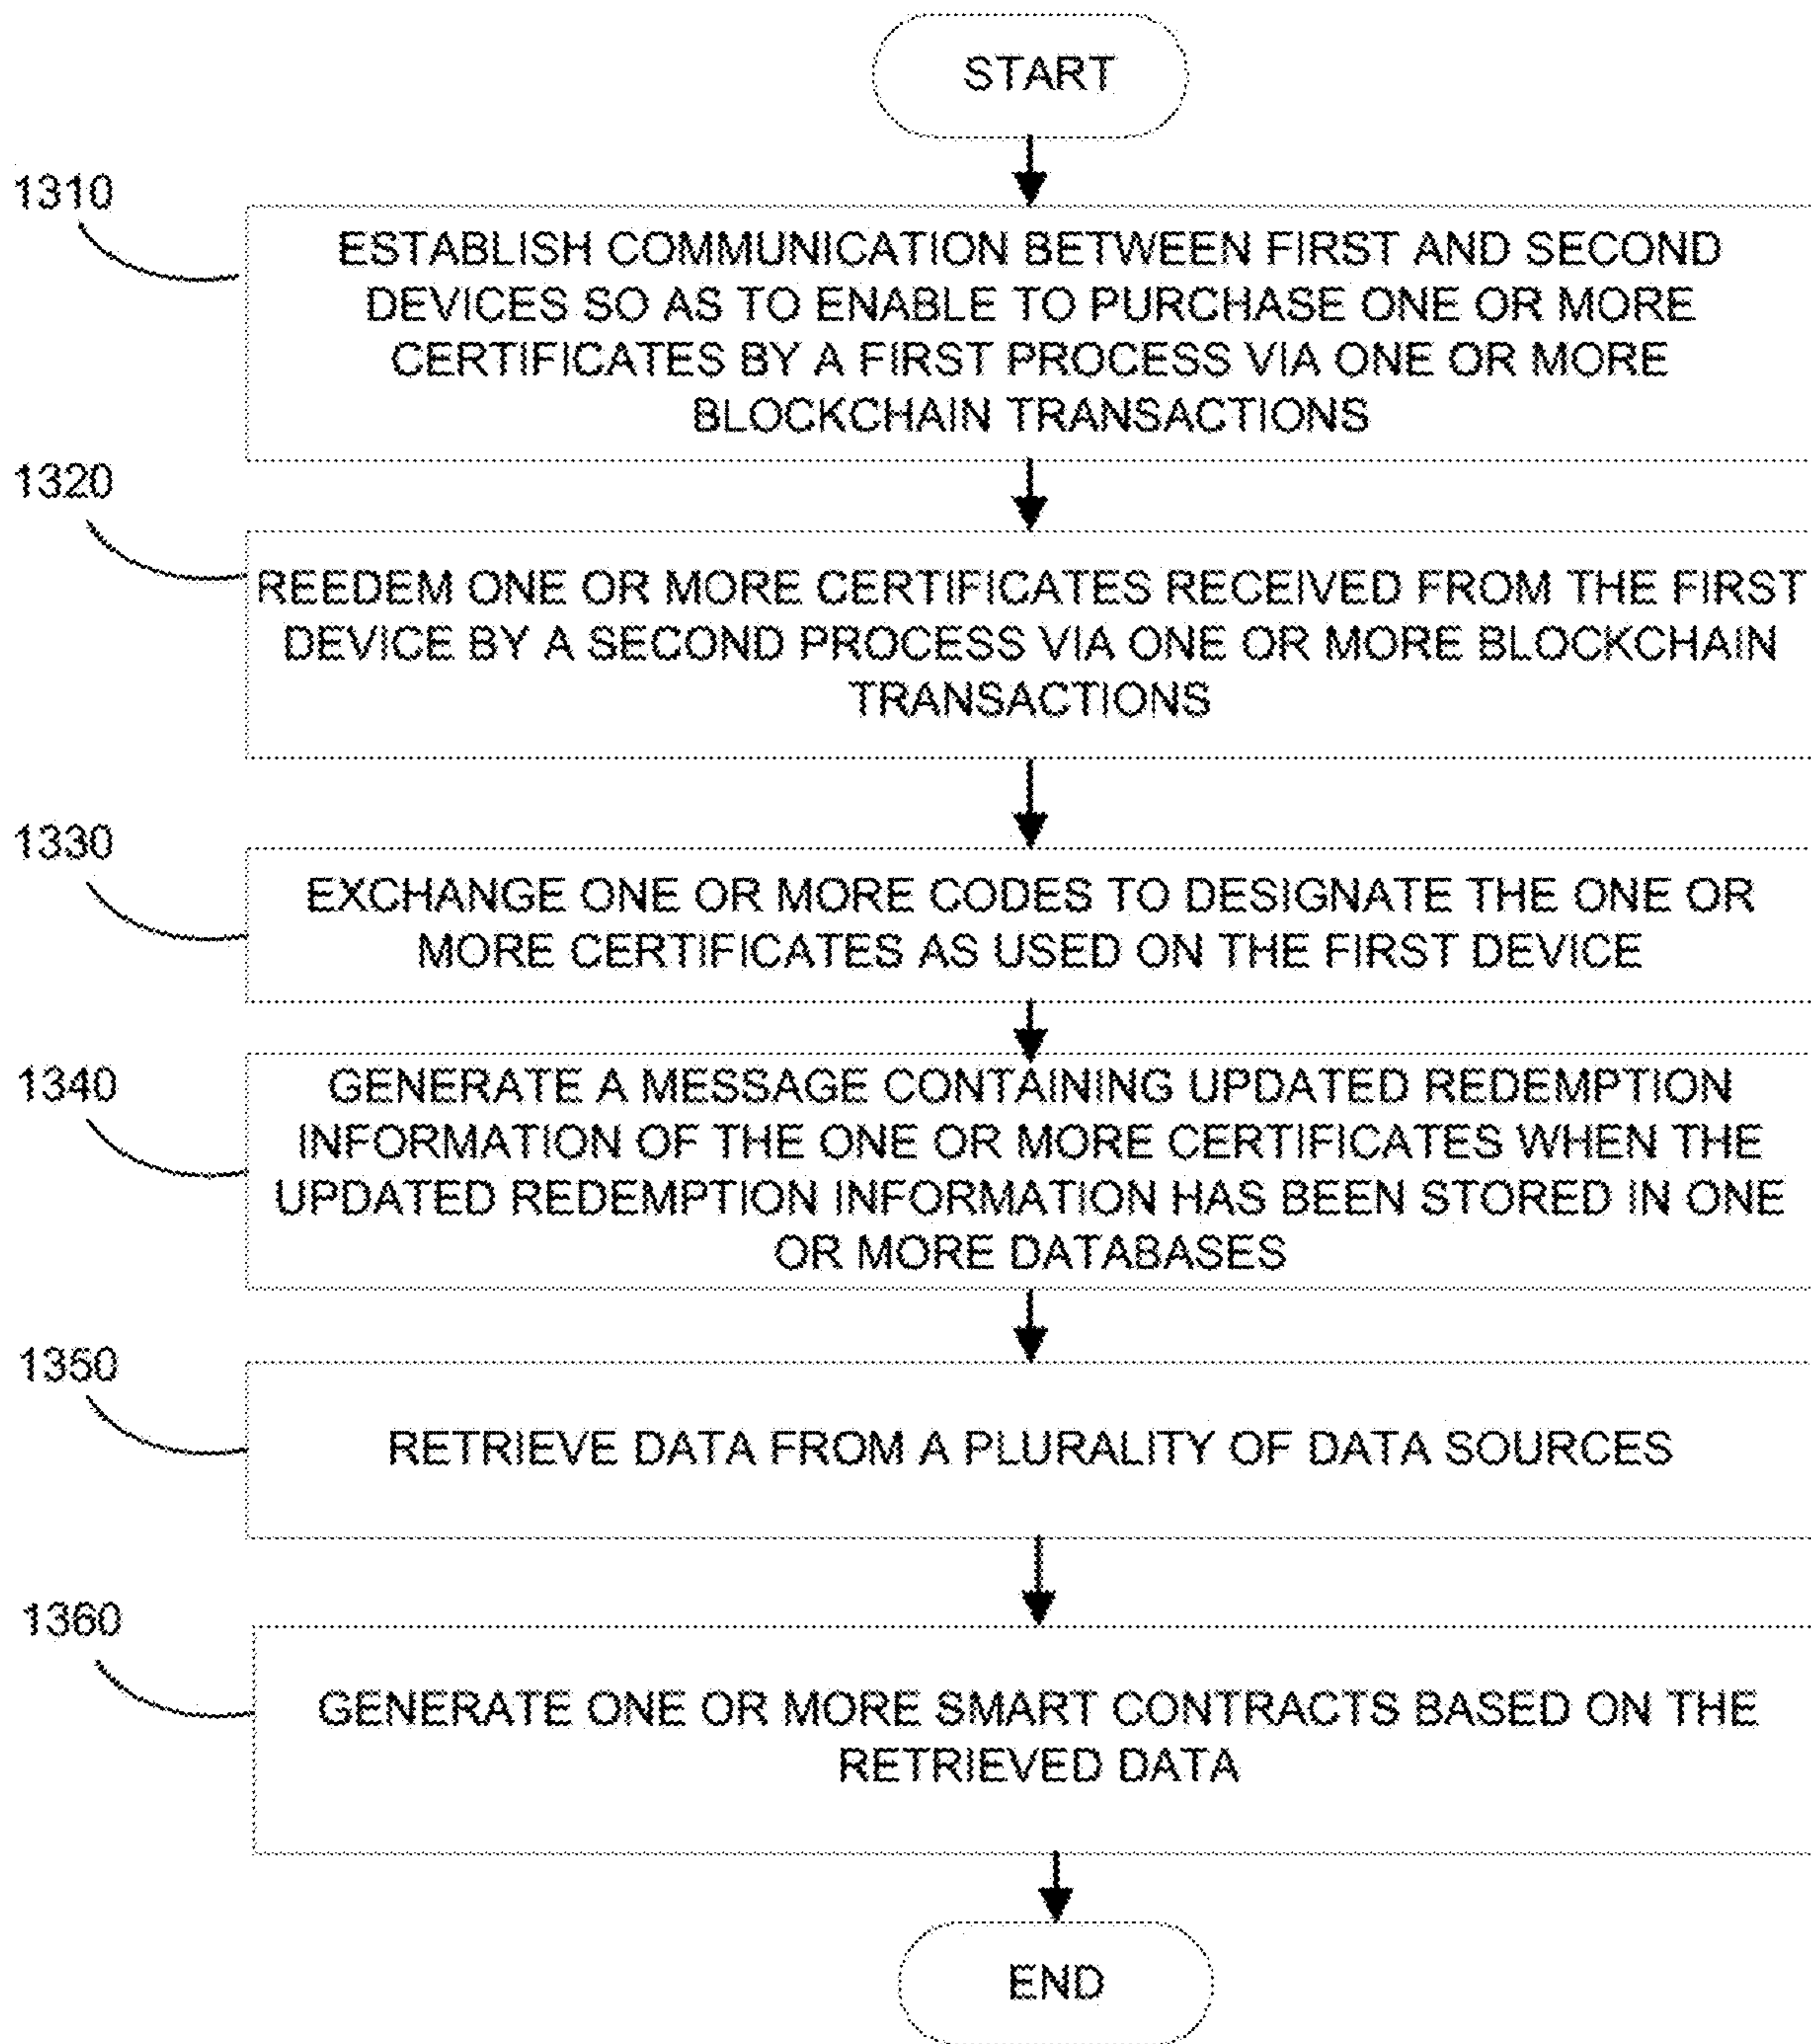 START
1310
ESTABLISH COMMUNICATION BETWEEN FIRST AND SECOND
DEVICES SO AS TO ENABLE TO PURCHASE ONE OR MORE
CERTIFICATES BY A FIRST PROCESS VIA ONE OR MORE
BLOCKCHAIN TRANSACTIONS
1320
REEDEM ONE OR MORE CERTIFICATES RECEIVED FROM THE FIRST
DEVICE BY A SECOND PROCESS VIA ONE OR MORE BLOCKCHAIN
TRANSACTIONS
1330
EXCHANGE ONE OR MORE CODES TO DESIGNATE THE ONE OR
MORE CERTIFICATES AS USED ON THE FIRST DEVICE
1340
GENERATE A MESSAGE CONTAINING UPDATED REDEMPTION
INFORMATION OF THE ONE OR MORE CERTIFICATES WHEN THE
UPDATED REDEMPTION INFORMATION HAS BEEN STORED IN ONE
OR MORE DATABASES
1350
RETRIEVE DATA FROM A PLURALITY OF DATA SOURCES
1360
GENERATE ONE OR MORE SMART CONTRACTS BASED ON THE
RETRIEVED DATA
END